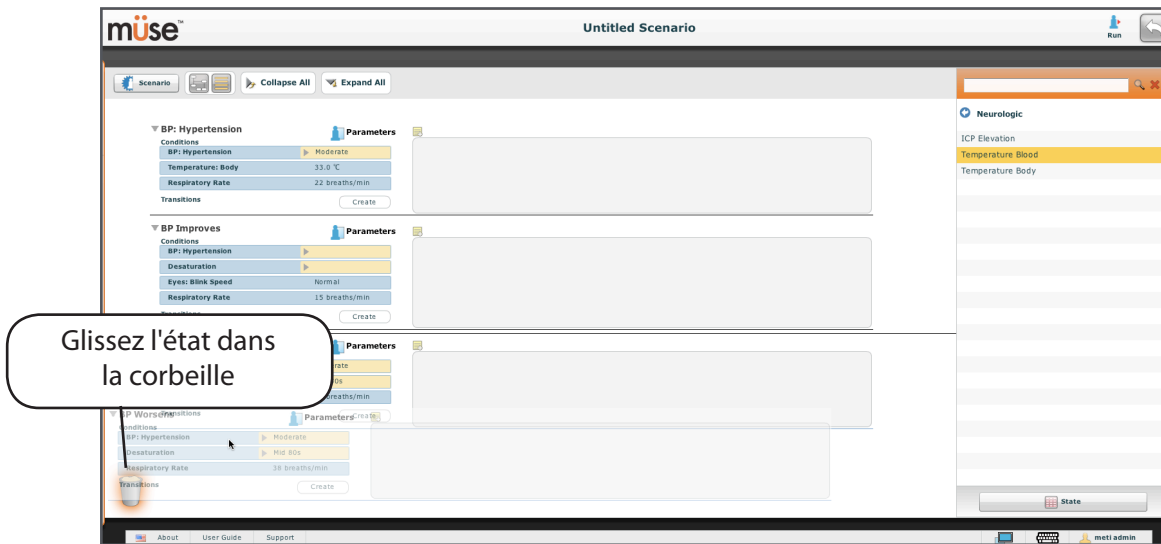 müse™
Untitled Scenario
Run
Scenario
Collapse All
Expand All
BP: Hypertension
Parameters
Conditions
BP: Hypertension
Moderate
Temperature: Body
33.0 ℃
Respiratory Rate
22 breaths/min
Transitions
Create
BP Improves
Parameters
Conditions
BP: Hypertension
Desaturation
Eyes: Blink Speed
Normal
Respiratory Rate
15 breaths/min
Create
Glissez l'état dans
la corbeille
Parameters
Transitions
Create
BP Worsens
Parameters
Conditions
BP: Hypertension
Moderate
Desaturation
Mid 80s
Respiratory Rate
38 breaths/min
Transitions
Create
Neurologic
ICP Elevation
Temperature Blood
Temperature Body
State
About
User Guide
Support
meti admin